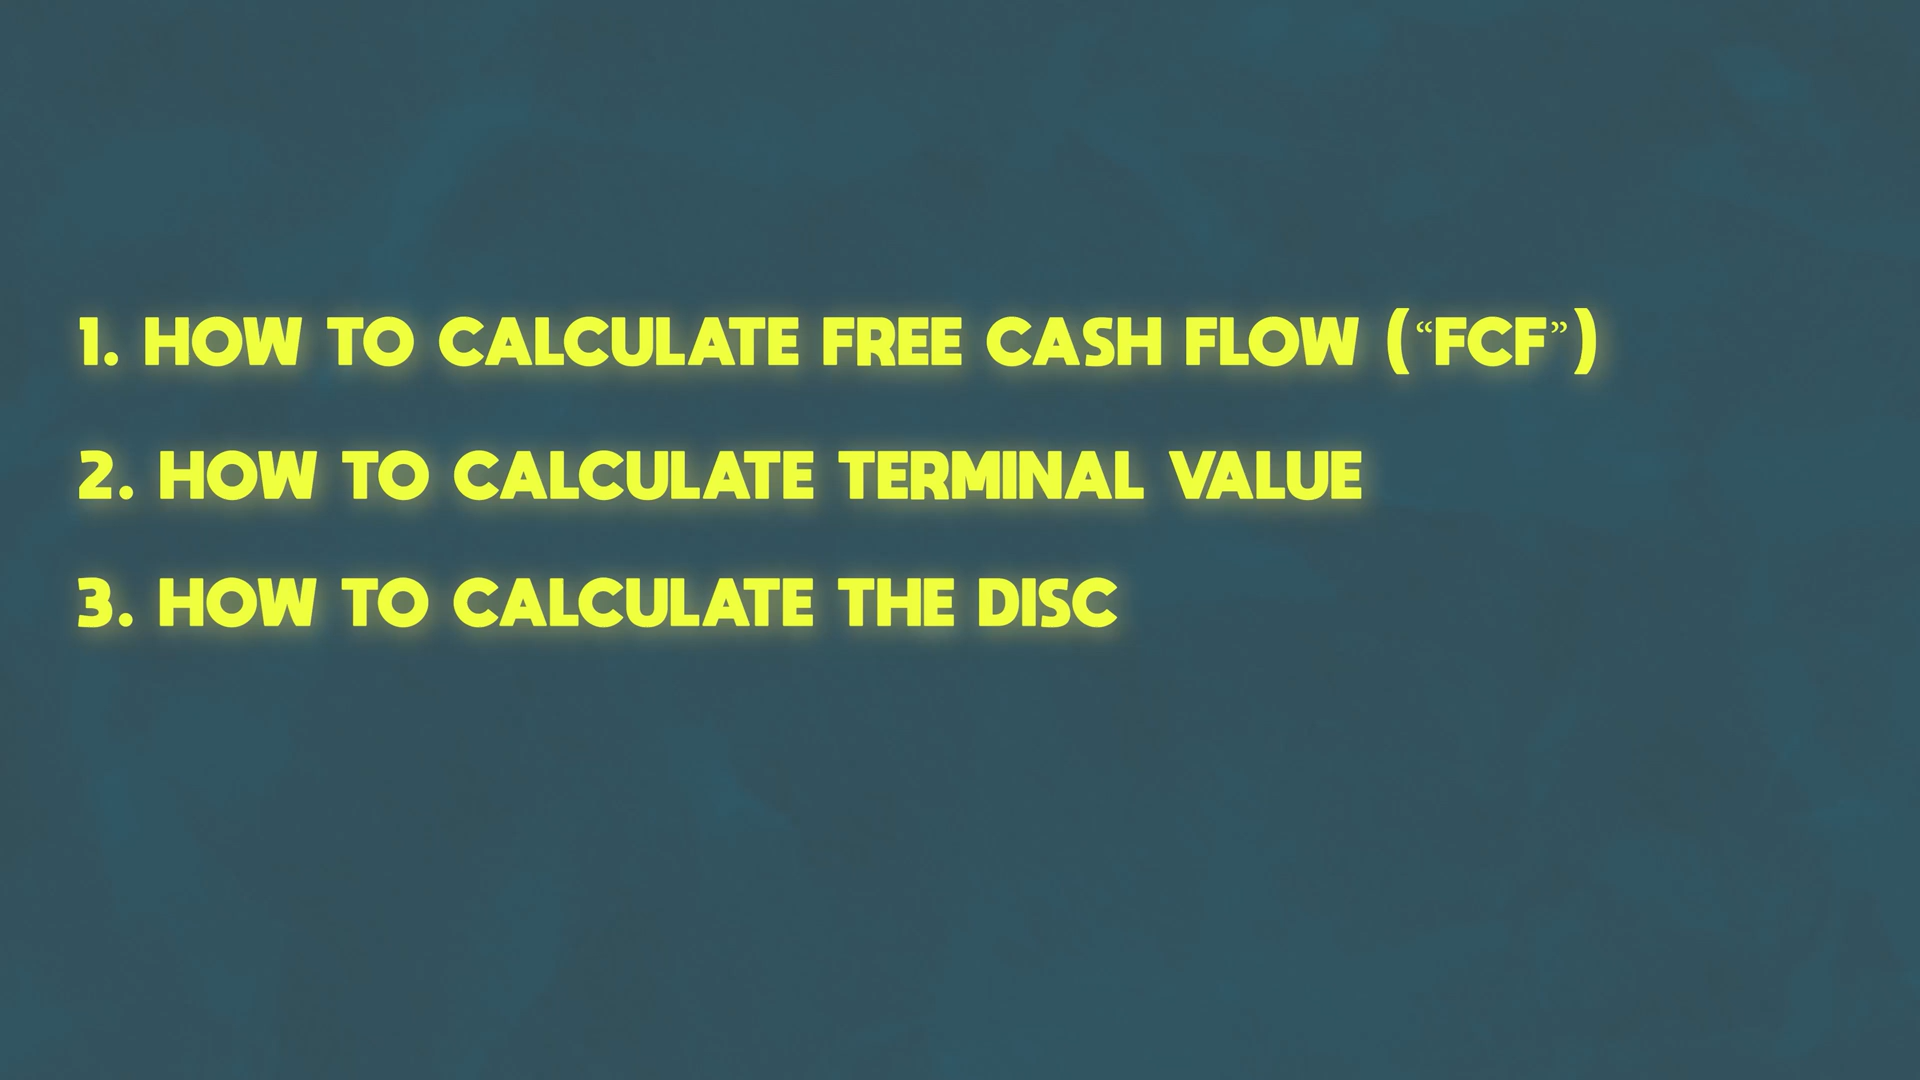 1. HOW TO CALCULATE FREE CASH FLOW (“FCF”)
2. HOW TO CALCULATE TERMINAL VALUE
3. HOW TO CALCULATE THE DISC